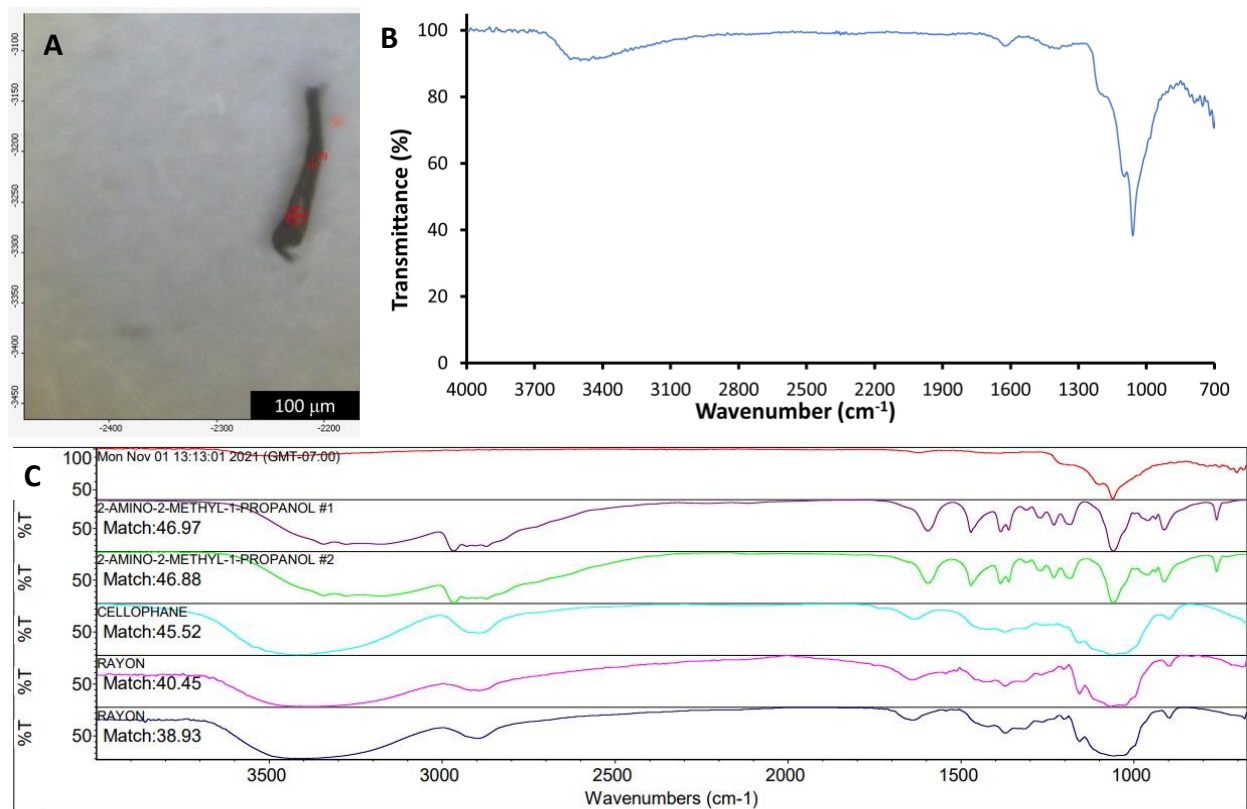 A
-3100
-3150
-3200
-3250
-3300
-3350
-3400
-3450
-2400
-2300
-2200
100 μm
B
Transmittance (%)
100
80
60
40
20
0
4000 3700 3400 3100 2800 2500 2200 1900 1600 1300 1000 700
Wavenumber (cm-1)
C
Mon Nov 01 13:13:01 2021 (GMT-07:00)
100
50
2-AMINO-2-METHYL-1-PROPANOL #1
Match:46.97
%T
50
2-AMINO-2-METHYL-1-PROPANOL #2
Match:46.88
%T
50
CELLOPHANE
Match:45.52
%T
50
RAYON
Match:40.45
%T
50
RAYON
Match:38.93
%T
50
3500 3000 2500 2000 1500 1000
Wavenumbers (cm-1)